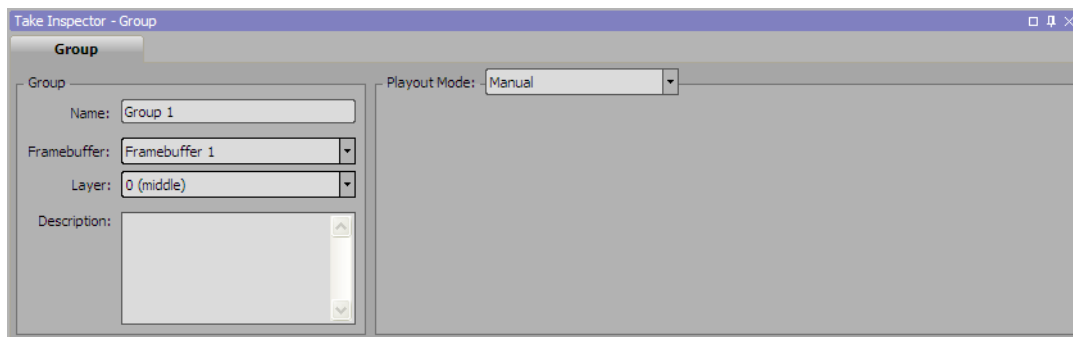 Take Inspector - Group
Group
Group
Name: Group 1
Framebuffer: Framebuffer 1
Layer: 0 (middle)
Description:
Playout Mode: Manual